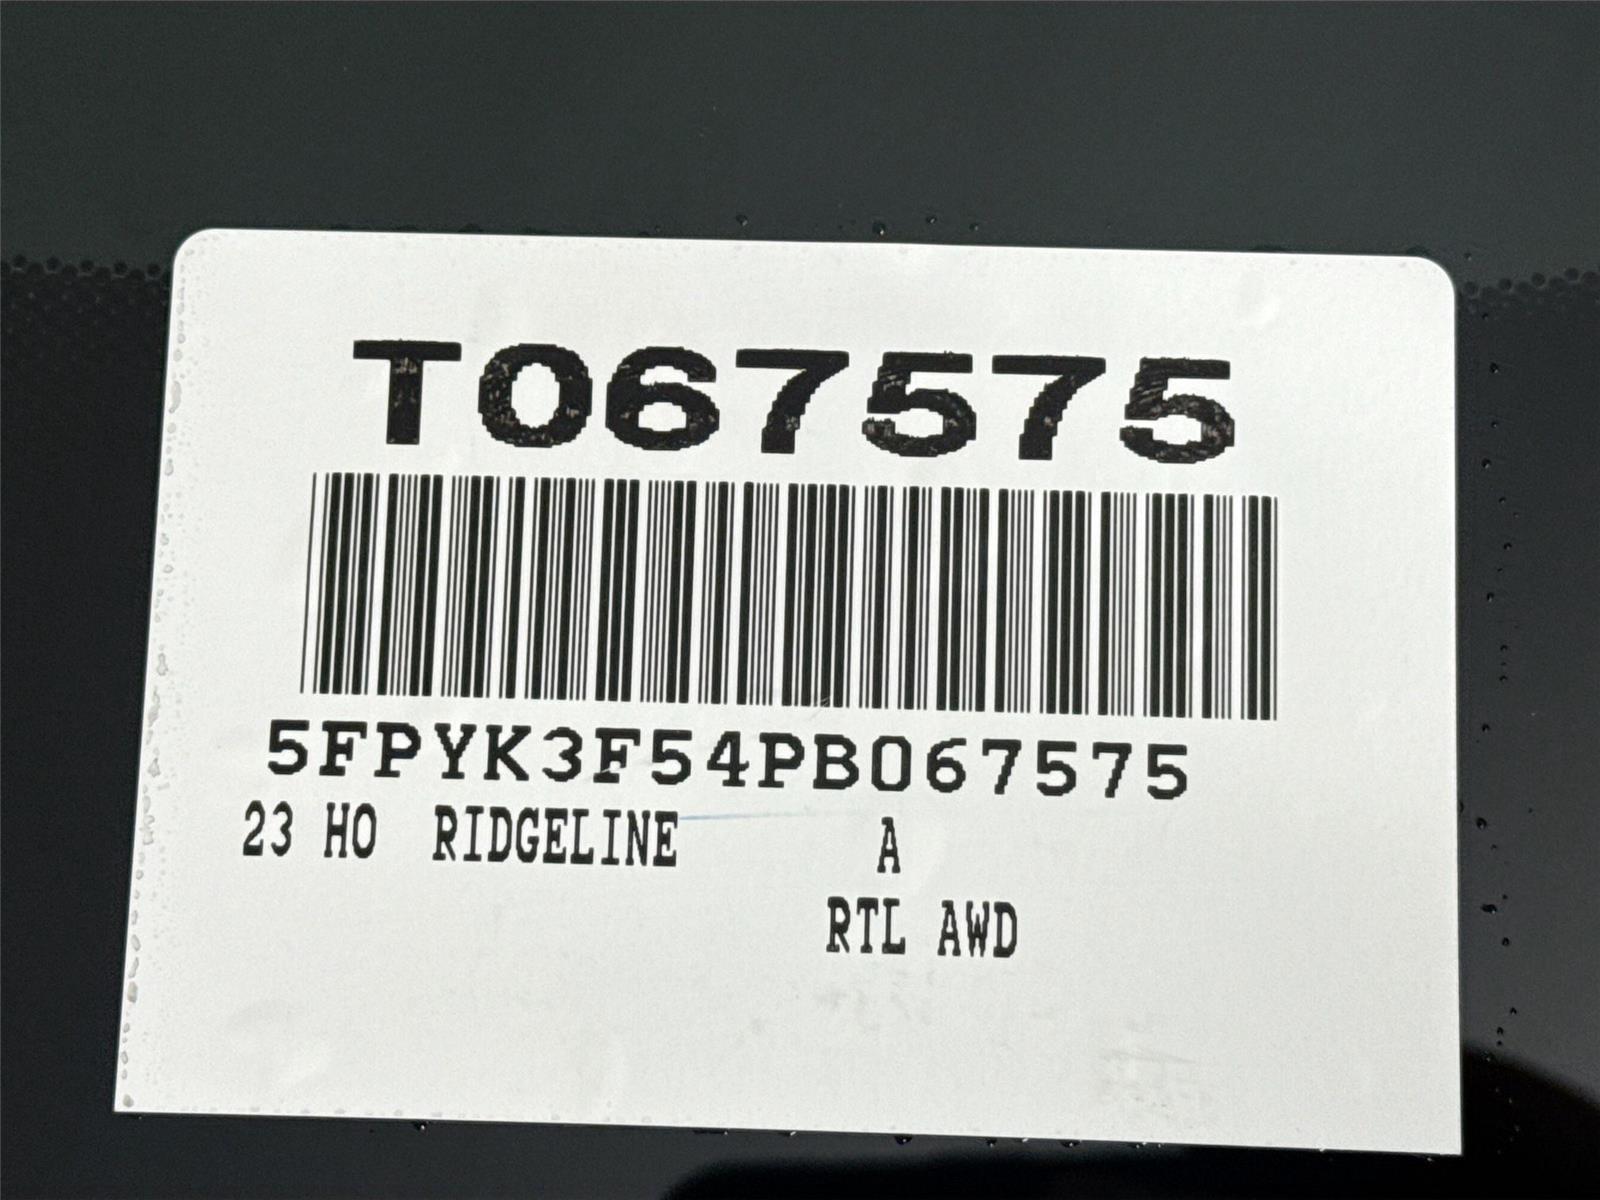 T067575
5FPYK3F54PB067575
23 HO RIDGELINE A
RTL AWD